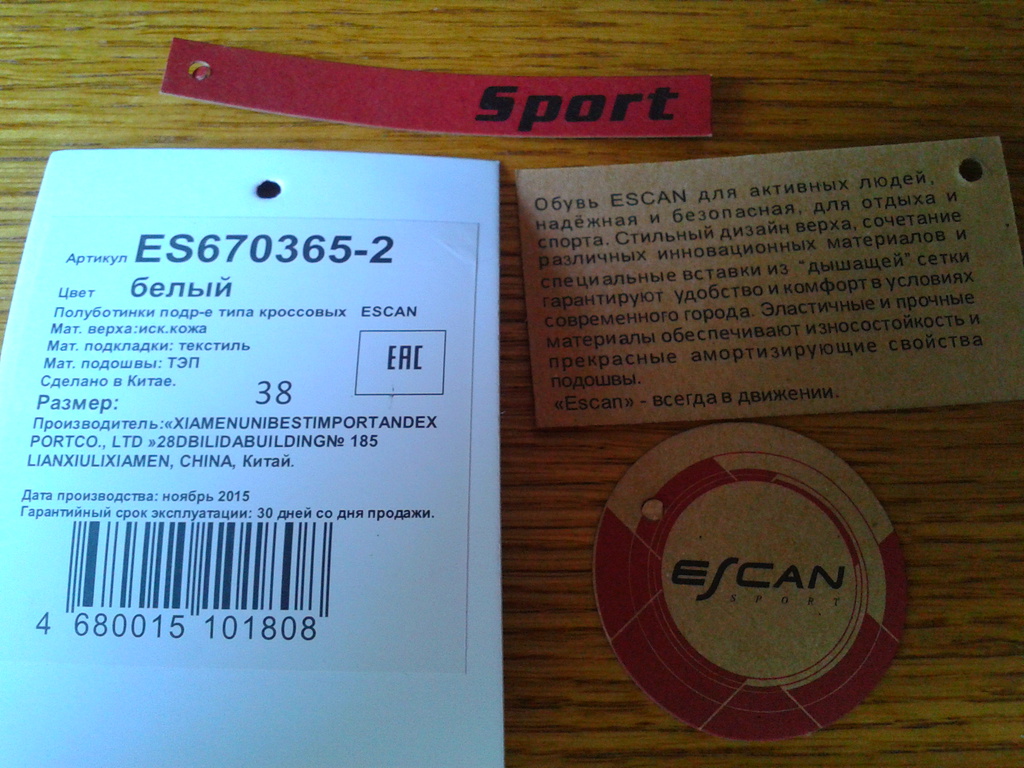 Sport
Артикул ES670365-2
Цвет белый
Полуботинки подр-е типа кроссовых ESCAN
Мат. верха:иск.кожа
Мат. подкладки: текстиль
Мат. подошвы: ТЭП
Сделано в Китае.
EAC
Размер: 38
Производитель:«XIAMENUNIBESTIMPORTANDEX
PORTCO., LTD »28DBILIDABUILDING№ 185
LIANXIULIXIAMEN, CHINA, Китай.
Дата производства: ноябрь 2015
Гарантийный срок эксплуатации: 30 дней со дня продажи.
4 680015 101808
Обувь ESCAN для активных людей,
надёжная и безопасная, для отдыха и
спорта. Стильный дизайн верха, сочетание
различных инновационных материалов и
специальные вставки из “дышащей” сетки
гарантируют удобство и комфорт в условиях
современного города. Эластичные и прочные
материалы обеспечивают износостойкость и
прекрасные амортизирующие свойства
подошвы.
«Escan» - всегда в движении.
ESCAN
SPORT